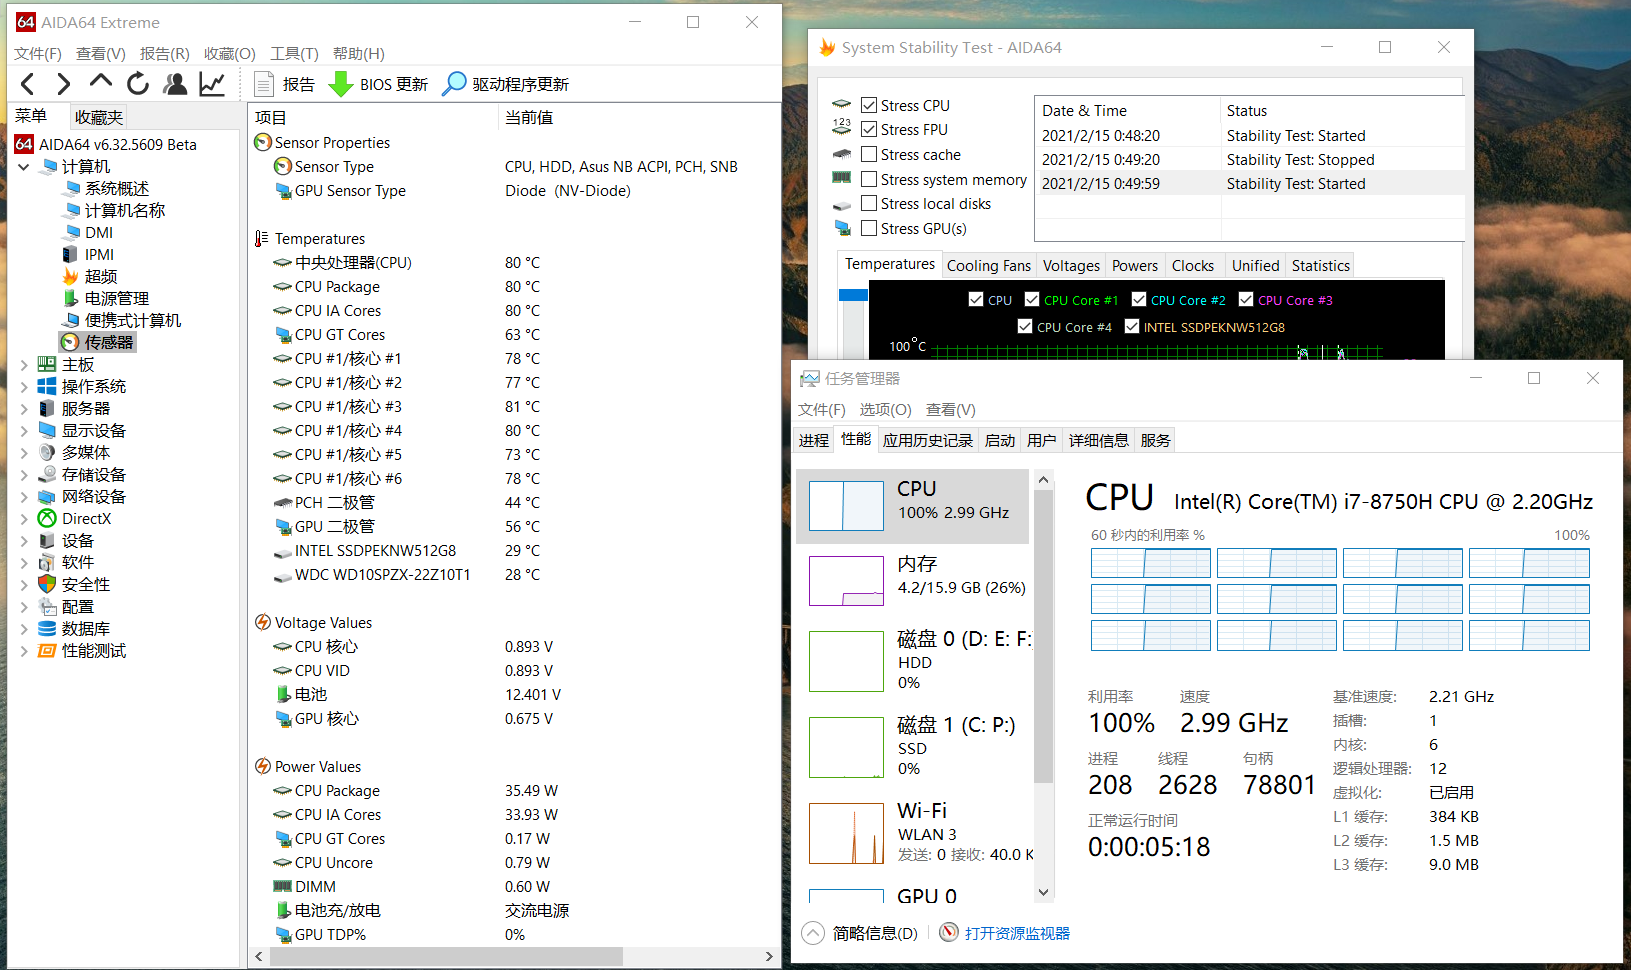 AIDA64 Extreme
文件(F) 查看(V) 报告(R) 收藏(O) 工具(T) 帮助(H)
报告 BIOS 更新 驱动程序更新
菜单 收藏夹
AIDA64 v6.32.5609 Beta
计算机
系统概述
计算机名称
DMI
IPMI
超频
电源管理
便携式计算机
传感器
主板
操作系统
服务器
显示设备
多媒体
存储设备
网络设备
DirectX
设备
软件
安全性
配置
数据库
性能测试
项目 当前值
Sensor Properties
Sensor Type CPU, HDD, Asus NB ACPI, PCH, SNB
GPU Sensor Type Diode (NV-Diode)
Temperatures
中央处理器(CPU) 80 °C
CPU Package 80 °C
CPU IA Cores 80 °C
CPU GT Cores 63 °C
CPU #1/核心 #1 78 °C
CPU #1/核心 #2 77 °C
CPU #1/核心 #3 81 °C
CPU #1/核心 #4 80 °C
CPU #1/核心 #5 73 °C
CPU #1/核心 #6 78 °C
PCH 二极管 44 °C
GPU 二极管 56 °C
INTEL SSDPEKNW512G8 29 °C
WDC WD10SPZX-22Z10T1 28 °C
Voltage Values
CPU 核心 0.893 V
CPU VID 0.893 V
电池 12.401 V
GPU 核心 0.675 V
Power Values
CPU Package 35.49 W
CPU IA Cores 33.93 W
CPU GT Cores 0.17 W
CPU Uncore 0.79 W
DIMM 0.60 W
电池充/放电 交流电源
GPU TDP% 0%
System Stability Test - AIDA64
Stress CPU
Stress FPU
Stress cache
Stress system memory
Stress local disks
Stress GPU(s)
Date & Time Status
2021/2/15 0:48:20 Stability Test: Started
2021/2/15 0:49:20 Stability Test: Stopped
2021/2/15 0:49:59 Stability Test: Started
Temperatures Cooling Fans Voltages Powers Clocks Unified Statistics
CPU CPU Core #1 CPU Core #2 CPU Core #3
CPU Core #4 INTEL SSDPEKNW512G8
100°C
任务管理器
文件(F) 选项(O) 查看(V)
进程 性能 应用历史记录 启动 用户 详细信息 服务
CPU
100% 2.99 GHz
内存
4.2/15.9 GB (26%)
磁盘 0 (D: E: F:
HDD
0%
磁盘 1 (C: P:)
SSD
0%
Wi-Fi
WLAN 3
发送: 0 接收: 40.0 K
GPU 0
CPU Intel(R) Core(TM) i7-8750H CPU @ 2.20GHz
60 秒内的利用率 % 100%
利用率 速度
100% 2.99 GHz
进程 线程 句柄
208 2628 78801
正常运行时间
0:00:05:18
基准速度: 2.21 GHz
插槽: 1
内核: 6
逻辑处理器: 12
虚拟化: 已启用
L1 缓存: 384 KB
L2 缓存: 1.5 MB
L3 缓存: 9.0 MB
简略信息(D) 打开资源监视器